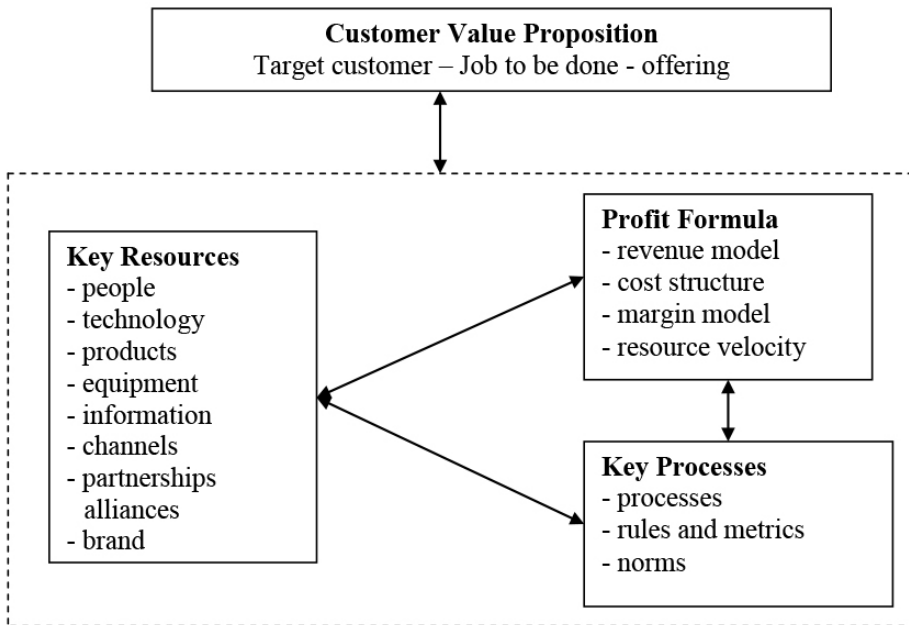 Customer Value Proposition
Target customer – Job to be done - offering
Key Resources
- people
- technology
- products
- equipment
- information
- channels
- partnerships
alliances
- brand
Profit Formula
- revenue model
- cost structure
- margin model
- resource velocity
Key Processes
- processes
- rules and metrics
- norms